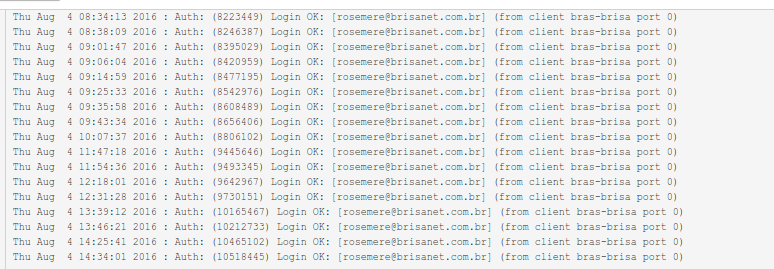 Thu Aug  4 08:34:13 2016 : Auth: (8223449) Login OK: [rosemere@brisanet.com.br] (from client bras-brisa port 0)
Thu Aug  4 08:38:09 2016 : Auth: (8246387) Login OK: [rosemere@brisanet.com.br] (from client bras-brisa port 0)
Thu Aug  4 09:01:47 2016 : Auth: (8395029) Login OK: [rosemere@brisanet.com.br] (from client bras-brisa port 0)
Thu Aug  4 09:06:04 2016 : Auth: (8420959) Login OK: [rosemere@brisanet.com.br] (from client bras-brisa port 0)
Thu Aug  4 09:14:59 2016 : Auth: (8477195) Login OK: [rosemere@brisanet.com.br] (from client bras-brisa port 0)
Thu Aug  4 09:25:33 2016 : Auth: (8542976) Login OK: [rosemere@brisanet.com.br] (from client bras-brisa port 0)
Thu Aug  4 09:35:58 2016 : Auth: (8608489) Login OK: [rosemere@brisanet.com.br] (from client bras-brisa port 0)
Thu Aug  4 09:43:34 2016 : Auth: (8656406) Login OK: [rosemere@brisanet.com.br] (from client bras-brisa port 0)
Thu Aug  4 10:07:37 2016 : Auth: (8806102) Login OK: [rosemere@brisanet.com.br] (from client bras-brisa port 0)
Thu Aug  4 11:47:18 2016 : Auth: (9445646) Login OK: [rosemere@brisanet.com.br] (from client bras-brisa port 0)
Thu Aug  4 11:54:36 2016 : Auth: (9493345) Login OK: [rosemere@brisanet.com.br] (from client bras-brisa port 0)
Thu Aug  4 12:18:01 2016 : Auth: (9642967) Login OK: [rosemere@brisanet.com.br] (from client bras-brisa port 0)
Thu Aug  4 12:31:28 2016 : Auth: (9730151) Login OK: [rosemere@brisanet.com.br] (from client bras-brisa port 0)
Thu Aug  4 13:39:12 2016 : Auth: (10165467) Login OK: [rosemere@brisanet.com.br] (from client bras-brisa port 0)
Thu Aug  4 13:46:21 2016 : Auth: (10212733) Login OK: [rosemere@brisanet.com.br] (from client bras-brisa port 0)
Thu Aug  4 14:25:41 2016 : Auth: (10465102) Login OK: [rosemere@brisanet.com.br] (from client bras-brisa port 0)
Thu Aug  4 14:34:01 2016 : Auth: (10518445) Login OK: [rosemere@brisanet.com.br] (from client bras-brisa port 0)